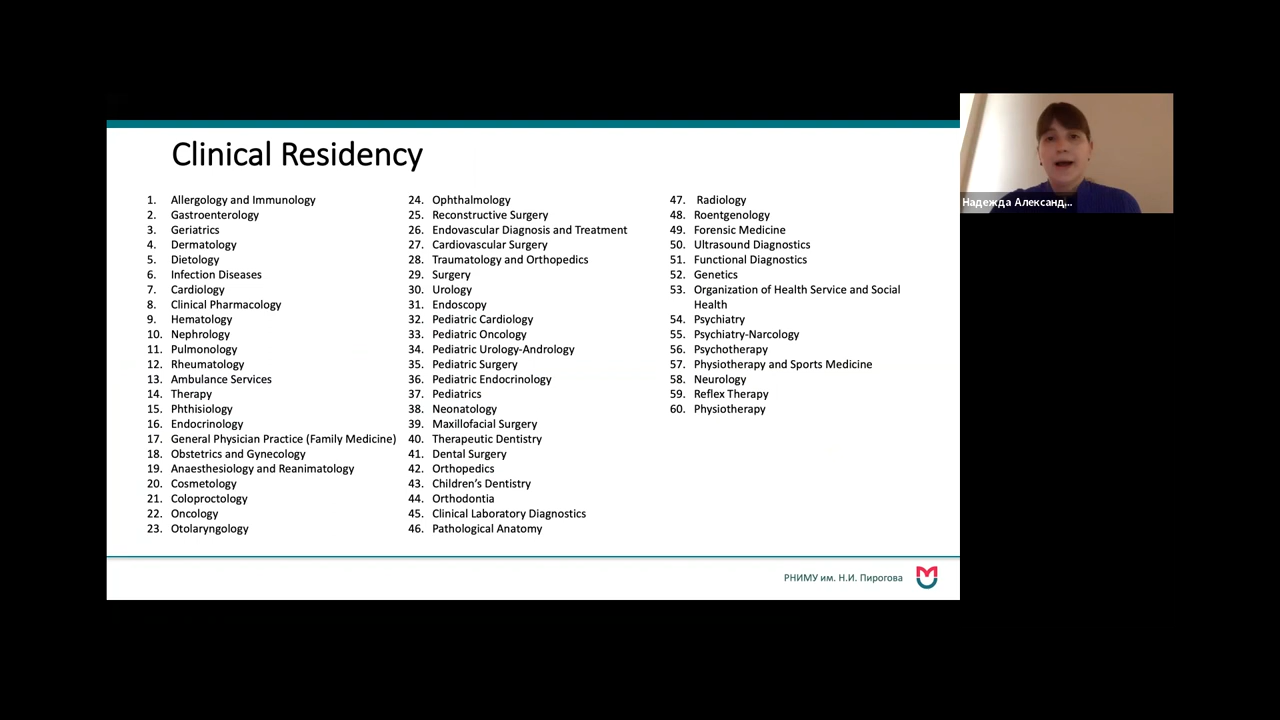 Clinical Residency
1. Allergology and Immunology
2. Gastroenterology
3. Geriatrics
4. Dermatology
5. Dietology
6. Infection Diseases
7. Cardiology
8. Clinical Pharmacology
9. Hematology
10. Nephrology
11. Pulmonology
12. Rheumatology
13. Ambulance Services
14. Therapy
15. Phthisiology
16. Endocrinology
17. General Physician Practice (Family Medicine)
18. Obstetrics and Gynecology
19. Anaesthesiology and Reanimatology
20. Cosmetology
21. Coloproctology
22. Oncology
23. Otolaryngology
24. Ophthalmology
25. Reconstructive Surgery
26. Endovascular Diagnosis and Treatment
27. Cardiovascular Surgery
28. Traumatology and Orthopedics
29. Surgery
30. Urology
31. Endoscopy
32. Pediatric Cardiology
33. Pediatric Oncology
34. Pediatric Urology-Andrology
35. Pediatric Surgery
36. Pediatric Endocrinology
37. Pediatrics
38. Neonatology
39. Maxillofacial Surgery
40. Therapeutic Dentistry
41. Dental Surgery
42. Orthopedics
43. Children’s Dentistry
44. Orthodontia
45. Clinical Laboratory Diagnostics
46. Pathological Anatomy
47. Radiology
48. Roentgenology
49. Forensic Medicine
50. Ultrasound Diagnostics
51. Functional Diagnostics
52. Genetics
53. Organization of Health Service and Social
Health
54. Psychiatry
55. Psychiatry-Narcology
56. Psychotherapy
57. Physiotherapy and Sports Medicine
58. Neurology
59. Reflex Therapy
60. Physiotherapy
РНИМУ им. Н.И. Пирогова
Надежда Александ...